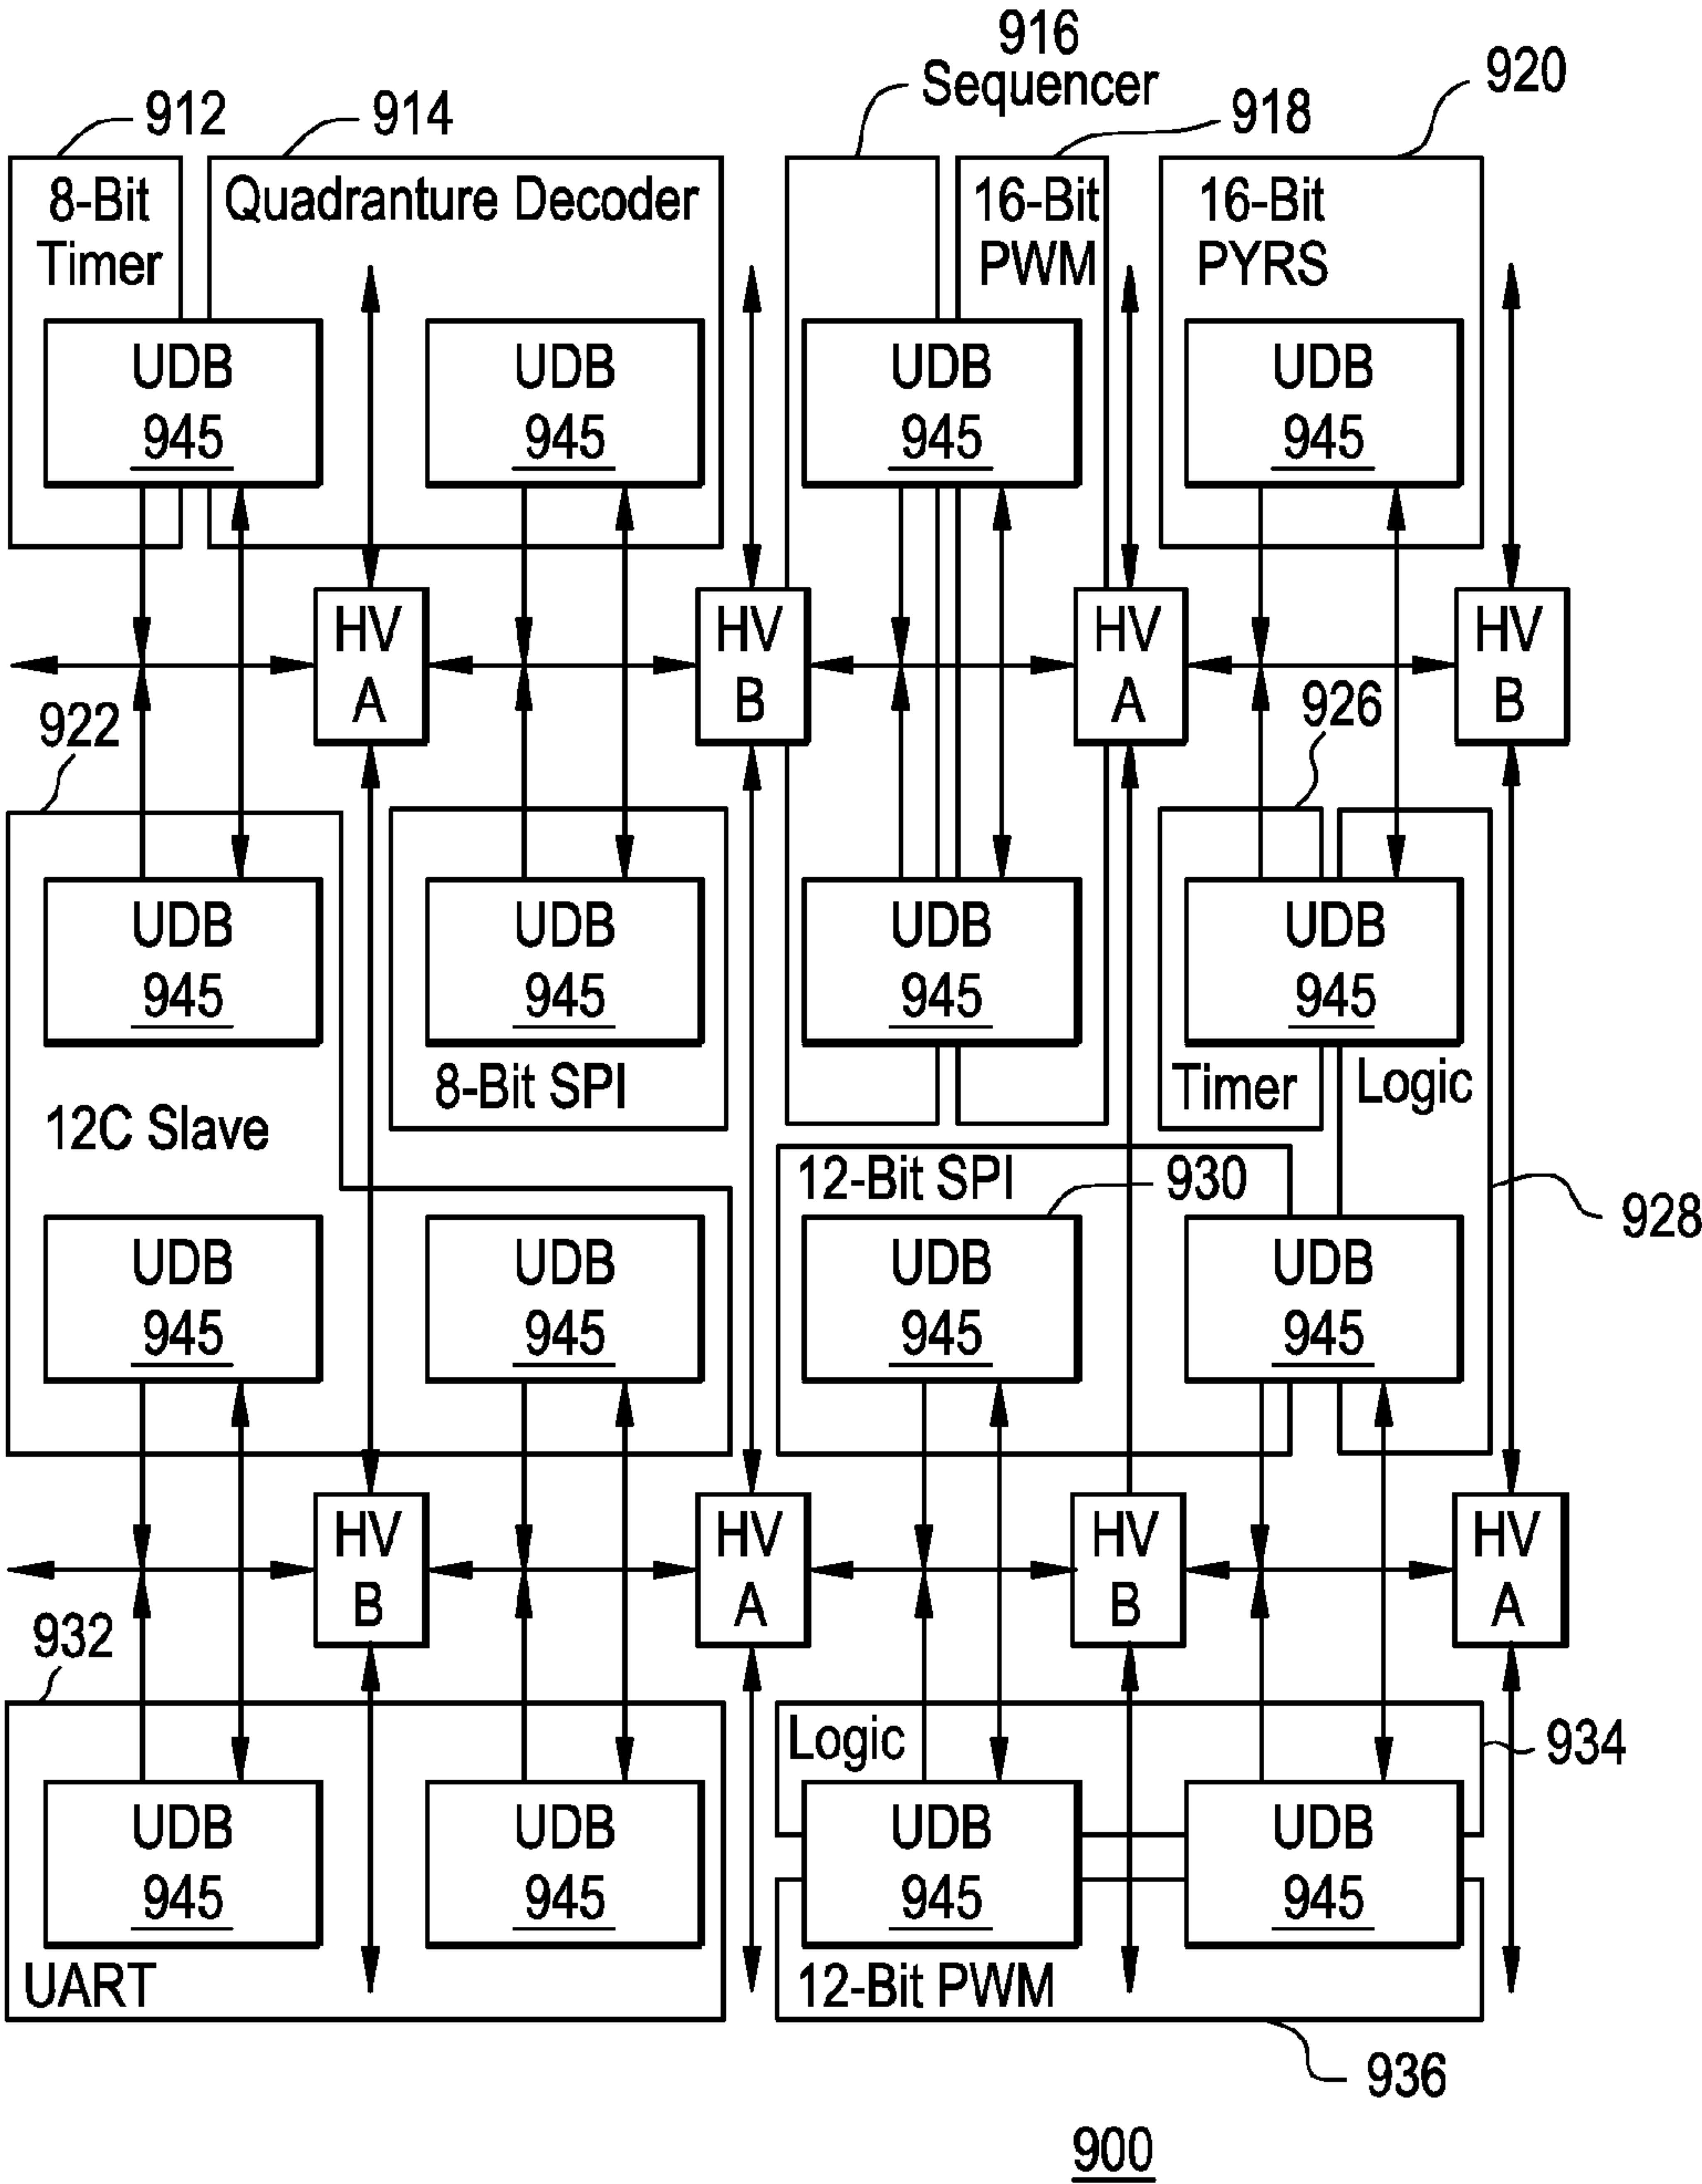 916
Sequencer
920
912
914
918
8-Bit
Timer
Quadranture Decoder
16-Bit
PWM
16-Bit
PYRS
UDB
945
UDB
945
UDB
945
UDB
945
HV
A
HV
B
HV
A
HV
B
922
926
UDB
945
UDB
945
UDB
945
UDB
945
8-Bit SPI
Timer
Logic
12C Slave
12-Bit SPI
930
928
UDB
945
UDB
945
UDB
945
UDB
945
HV
B
HV
A
HV
B
HV
A
932
Logic
934
UDB
945
UDB
945
UDB
945
UDB
945
UART
12-Bit PWM
936
900